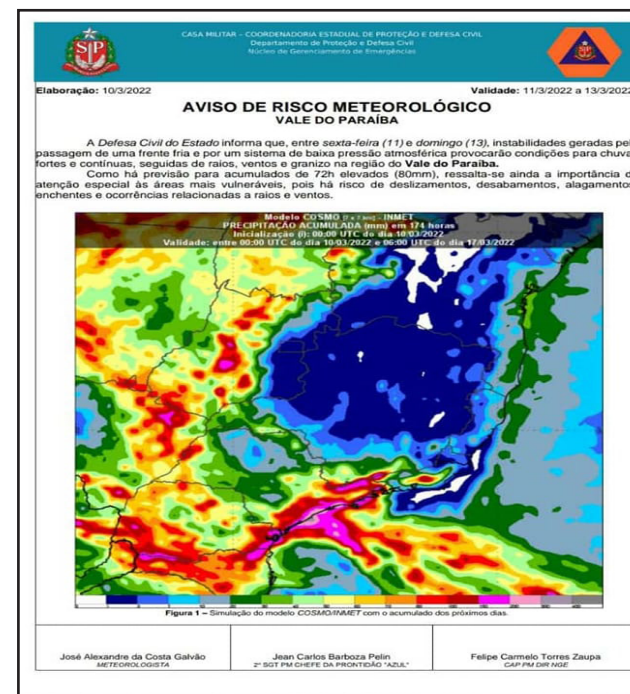 CASA MILITAR – COORDENADORIA ESTADUAL DE PROTEÇÃO E DEFESA CIVIL
Departamento de Proteção e Defesa Civil
Núcleo de Gerenciamento de Emergências
SP
Elaboração: 10/3/2022 Validade: 11/3/2022 a 13/3/2022
AVISO DE RISCO METEOROLÓGICO
VALE DO PARAÍBA
A Defesa Civil do Estado informa que, entre sexta-feira (11) e domingo (13), instabilidades geradas pel
passagem de uma frente fria e por um sistema de baixa pressão atmosférica provocarão condições para chuva
fortes e contínuas, seguidas de raios, ventos e granizo na região do Vale do Paraíba.
Como há previsão para acumulados de 72h elevados (80mm), ressalta-se ainda a importância d
atenção especial às áreas mais vulneráveis, pois há risco de deslizamentos, desabamentos, alagamento
enchentes e ocorrências relacionadas a raios e ventos.
Modelo COSMO - INMET
PRECIPITAÇÃO ACUMULADA (mm) em 174 horas
Inicialização (i): 00:00 UTC do dia 10/03/2022
Validade: entre 00:00 UTC do dia 10/03/2022 e 06:00 UTC do dia 17/03/2022
Figura 1 – Simulação do modelo COSMO/INMET com o acumulado dos próximos dias.
José Alexandre da Costa Galvão
METEOROLOGISTA
Jean Carlos Barboza Pelin
2º SGT PM CHEFE DA PRONTIDÃO "AZUL"
Felipe Carmelo Torres Zaupa
CAP PM DIR NGE